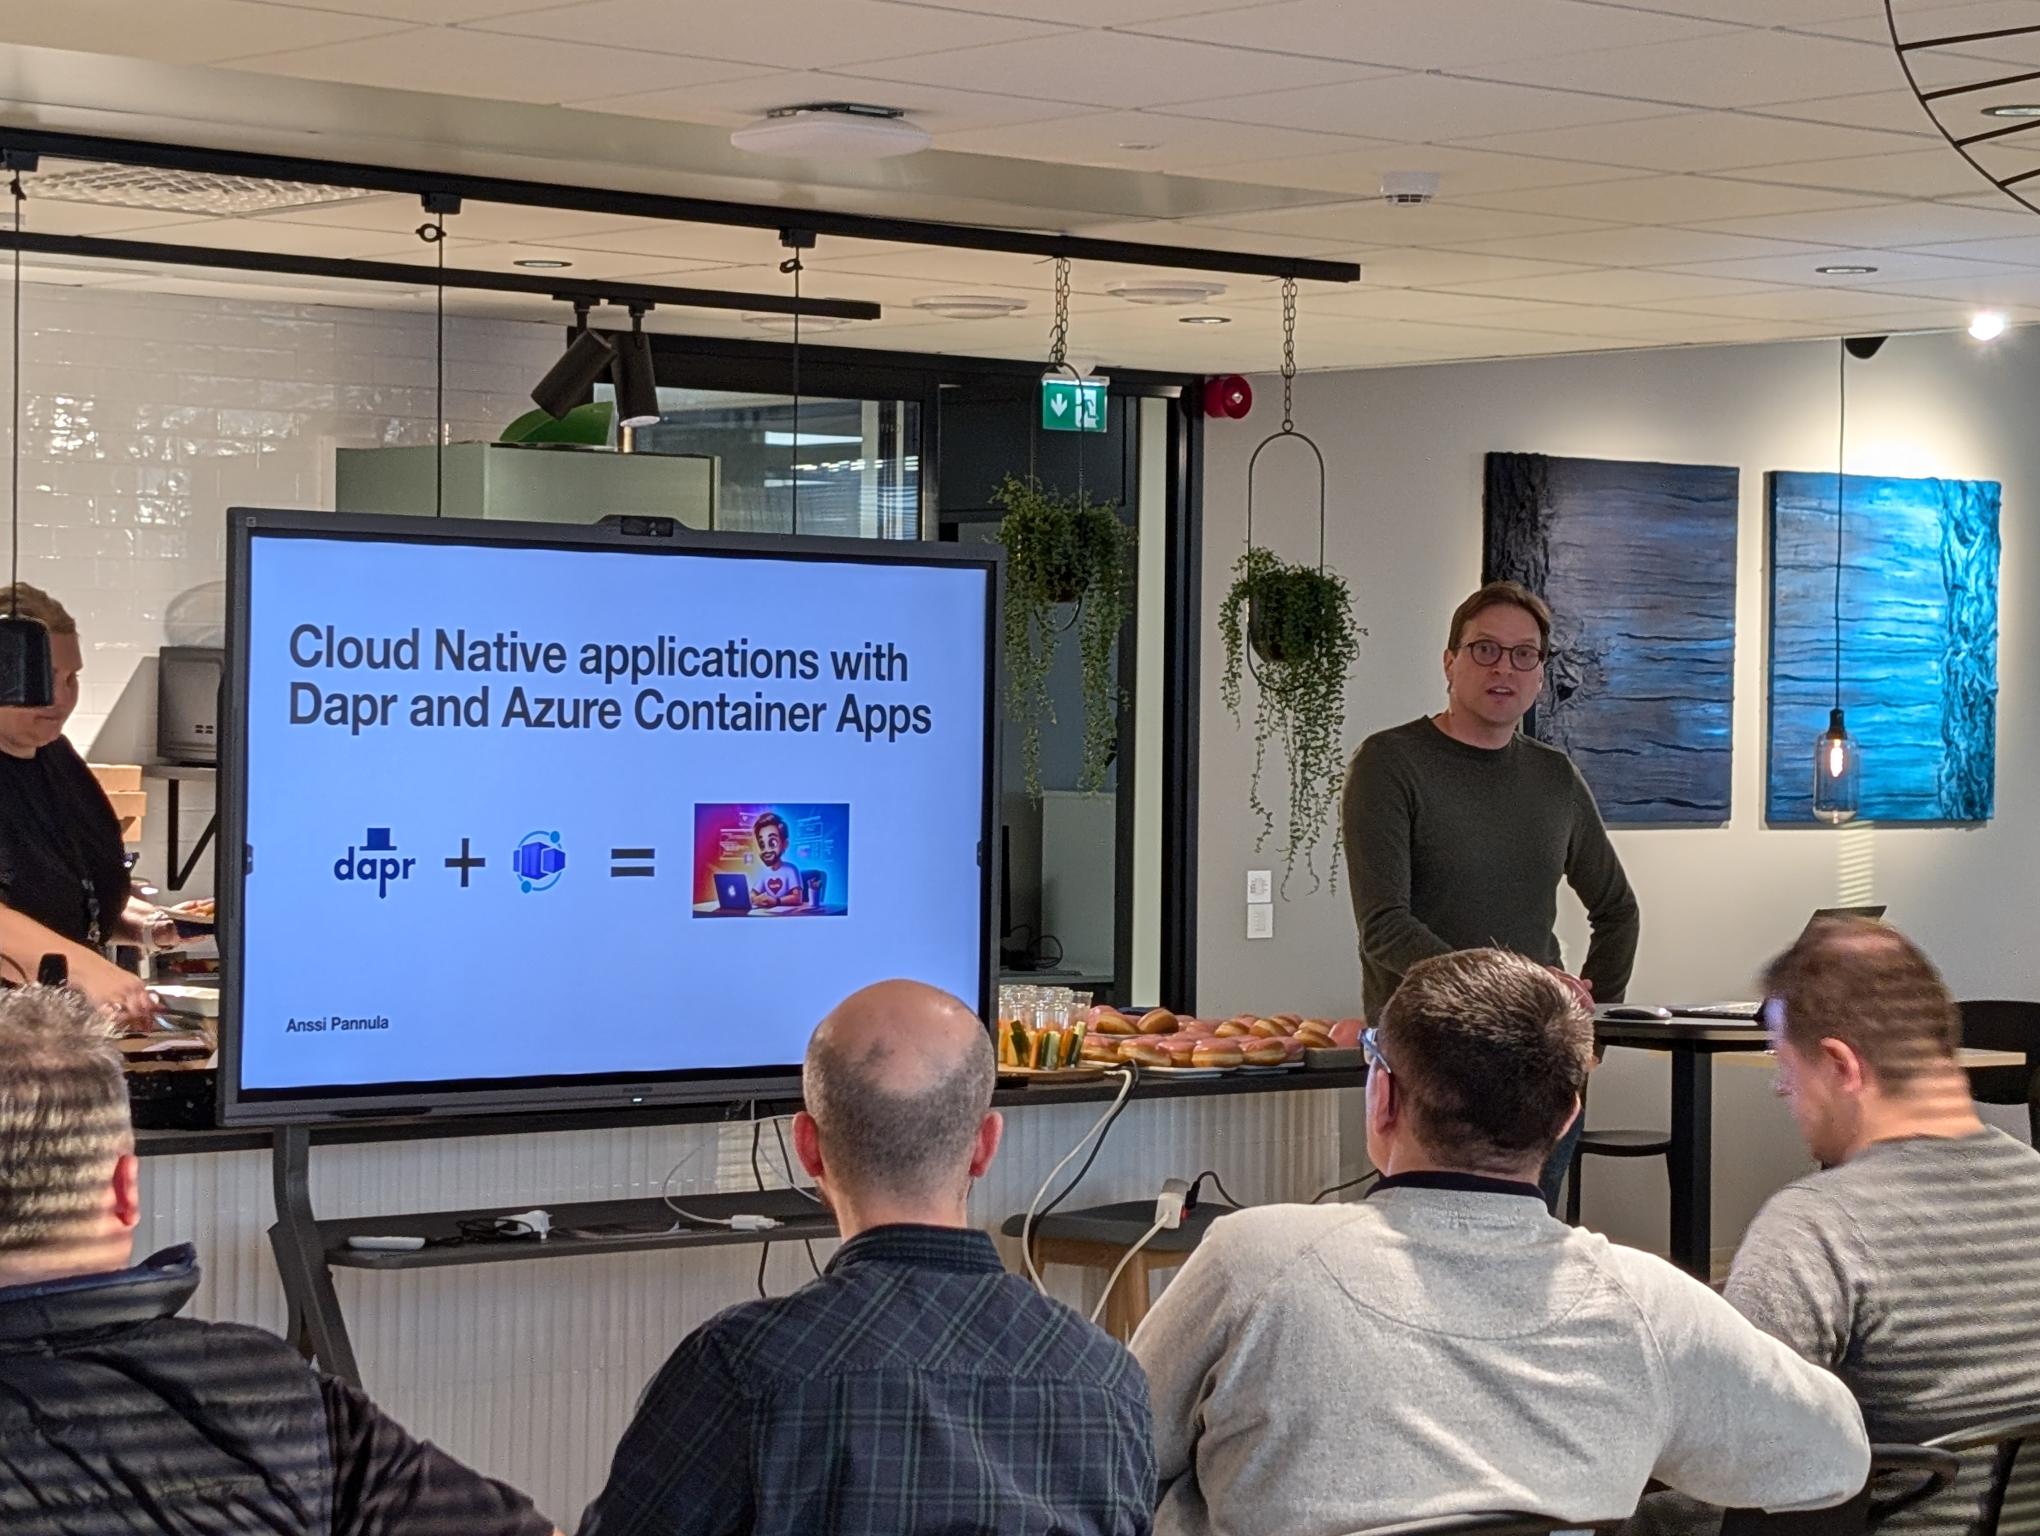 Cloud Native applications with
Dapr and Azure Container Apps
dapr + =
Anssi Pannula